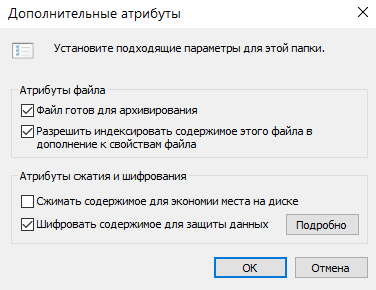 Дополнительные атрибуты
Установите подходящие параметры для этой папки.
Атрибуты файла
Файл готов для архивирования
Разрешить индексировать содержимое этого файла в
дополнение к свойствам файла
Атрибуты сжатия и шифрования
Сжимать содержимое для экономии места на диске
Шифровать содержимое для защиты данных
Подробно
ОК
Отмена